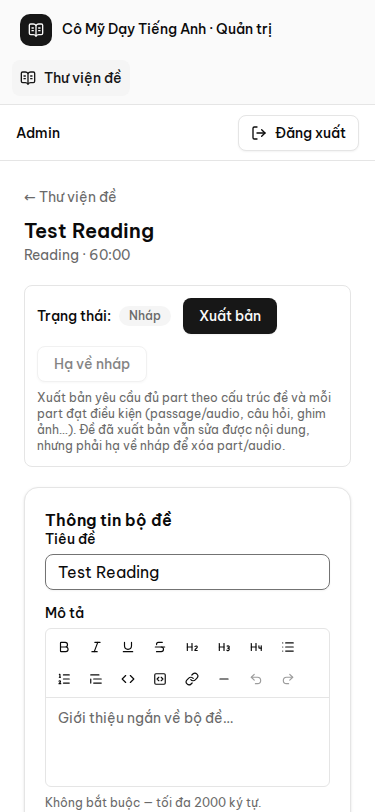 Cô Mỹ Dạy Tiếng Anh · Quản trị
Thư viện đề
Admin
Đăng xuất
← Thư viện đề
Test Reading
Reading · 60:00
Trạng thái: Nháp Xuất bản
Hạ về nháp
Xuất bản yêu cầu đủ part theo cấu trúc đề và mỗi
part đạt điều kiện (passage/audio, câu hỏi, ghim
ảnh…). Đề đã xuất bản vẫn sửa được nội dung,
nhưng phải hạ về nháp để xóa part/audio.
Thông tin bộ đề
Tiêu đề
Test Reading
Mô tả
B I U S H2 H3 H4
Giới thiệu ngắn về bộ đề…
Không bắt buộc — tối đa 2000 ký tự.